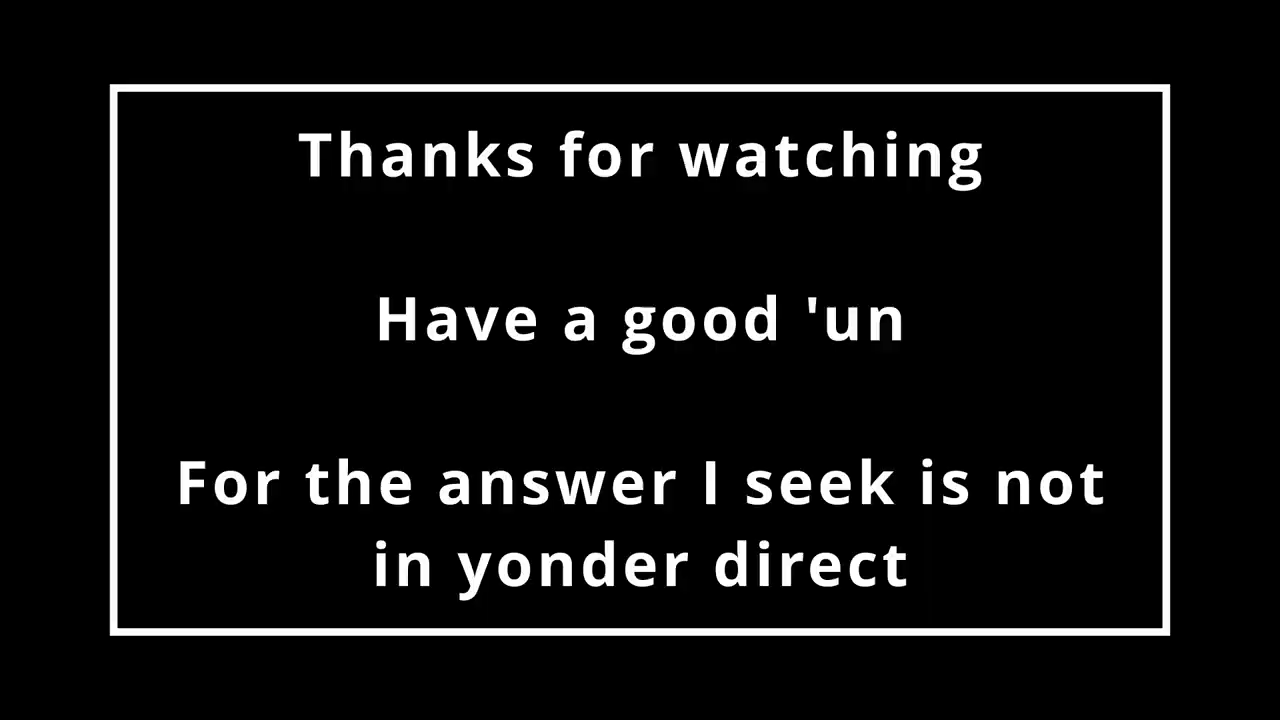 Thanks for watching
Have a good 'un
For the answer I seek is not
in yonder direct